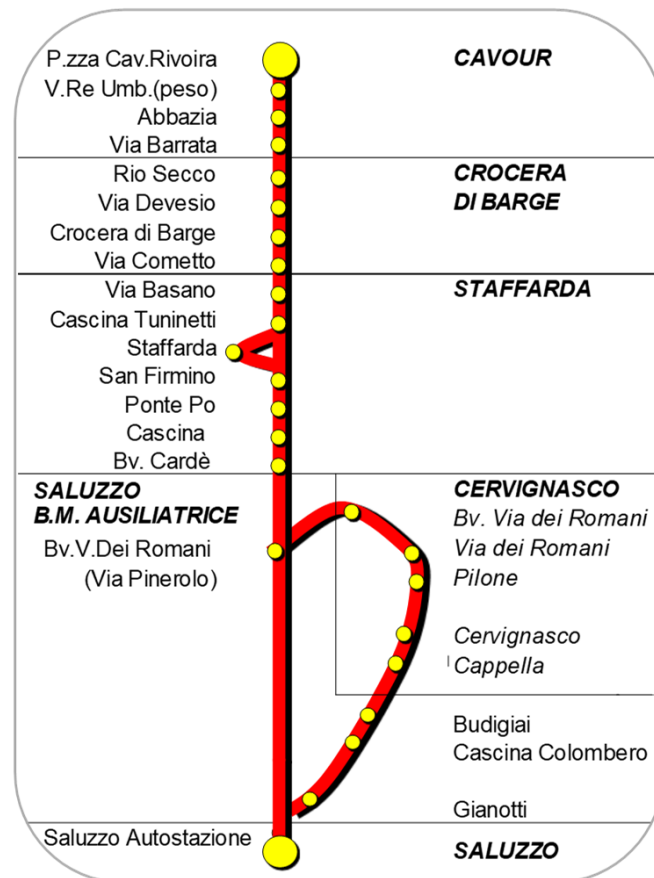 P.zza Cav.Rivoira
CAVOUR
V.Re Umb.(peso)
Abbazia
Via Barrata
Rio Secco
CROCERA
DI BARGE
Via Devesio
Crocera di Barge
Via Cometto
Via Basano
STAFFARDA
Cascina Tuninetti
Staffarda
San Firmino
Ponte Po
Cascina
Bv. Cardè
SALUZZO
B.M. AUSILIATRICE
Bv.V.Dei Romani
(Via Pinerolo)
CERVIGNASCO
Bv. Via dei Romani
Via dei Romani
Pilone
Cervignasco
Cappella
Budigiai
Cascina Colombero
Gianotti
Saluzzo Autostazione
SALUZZO